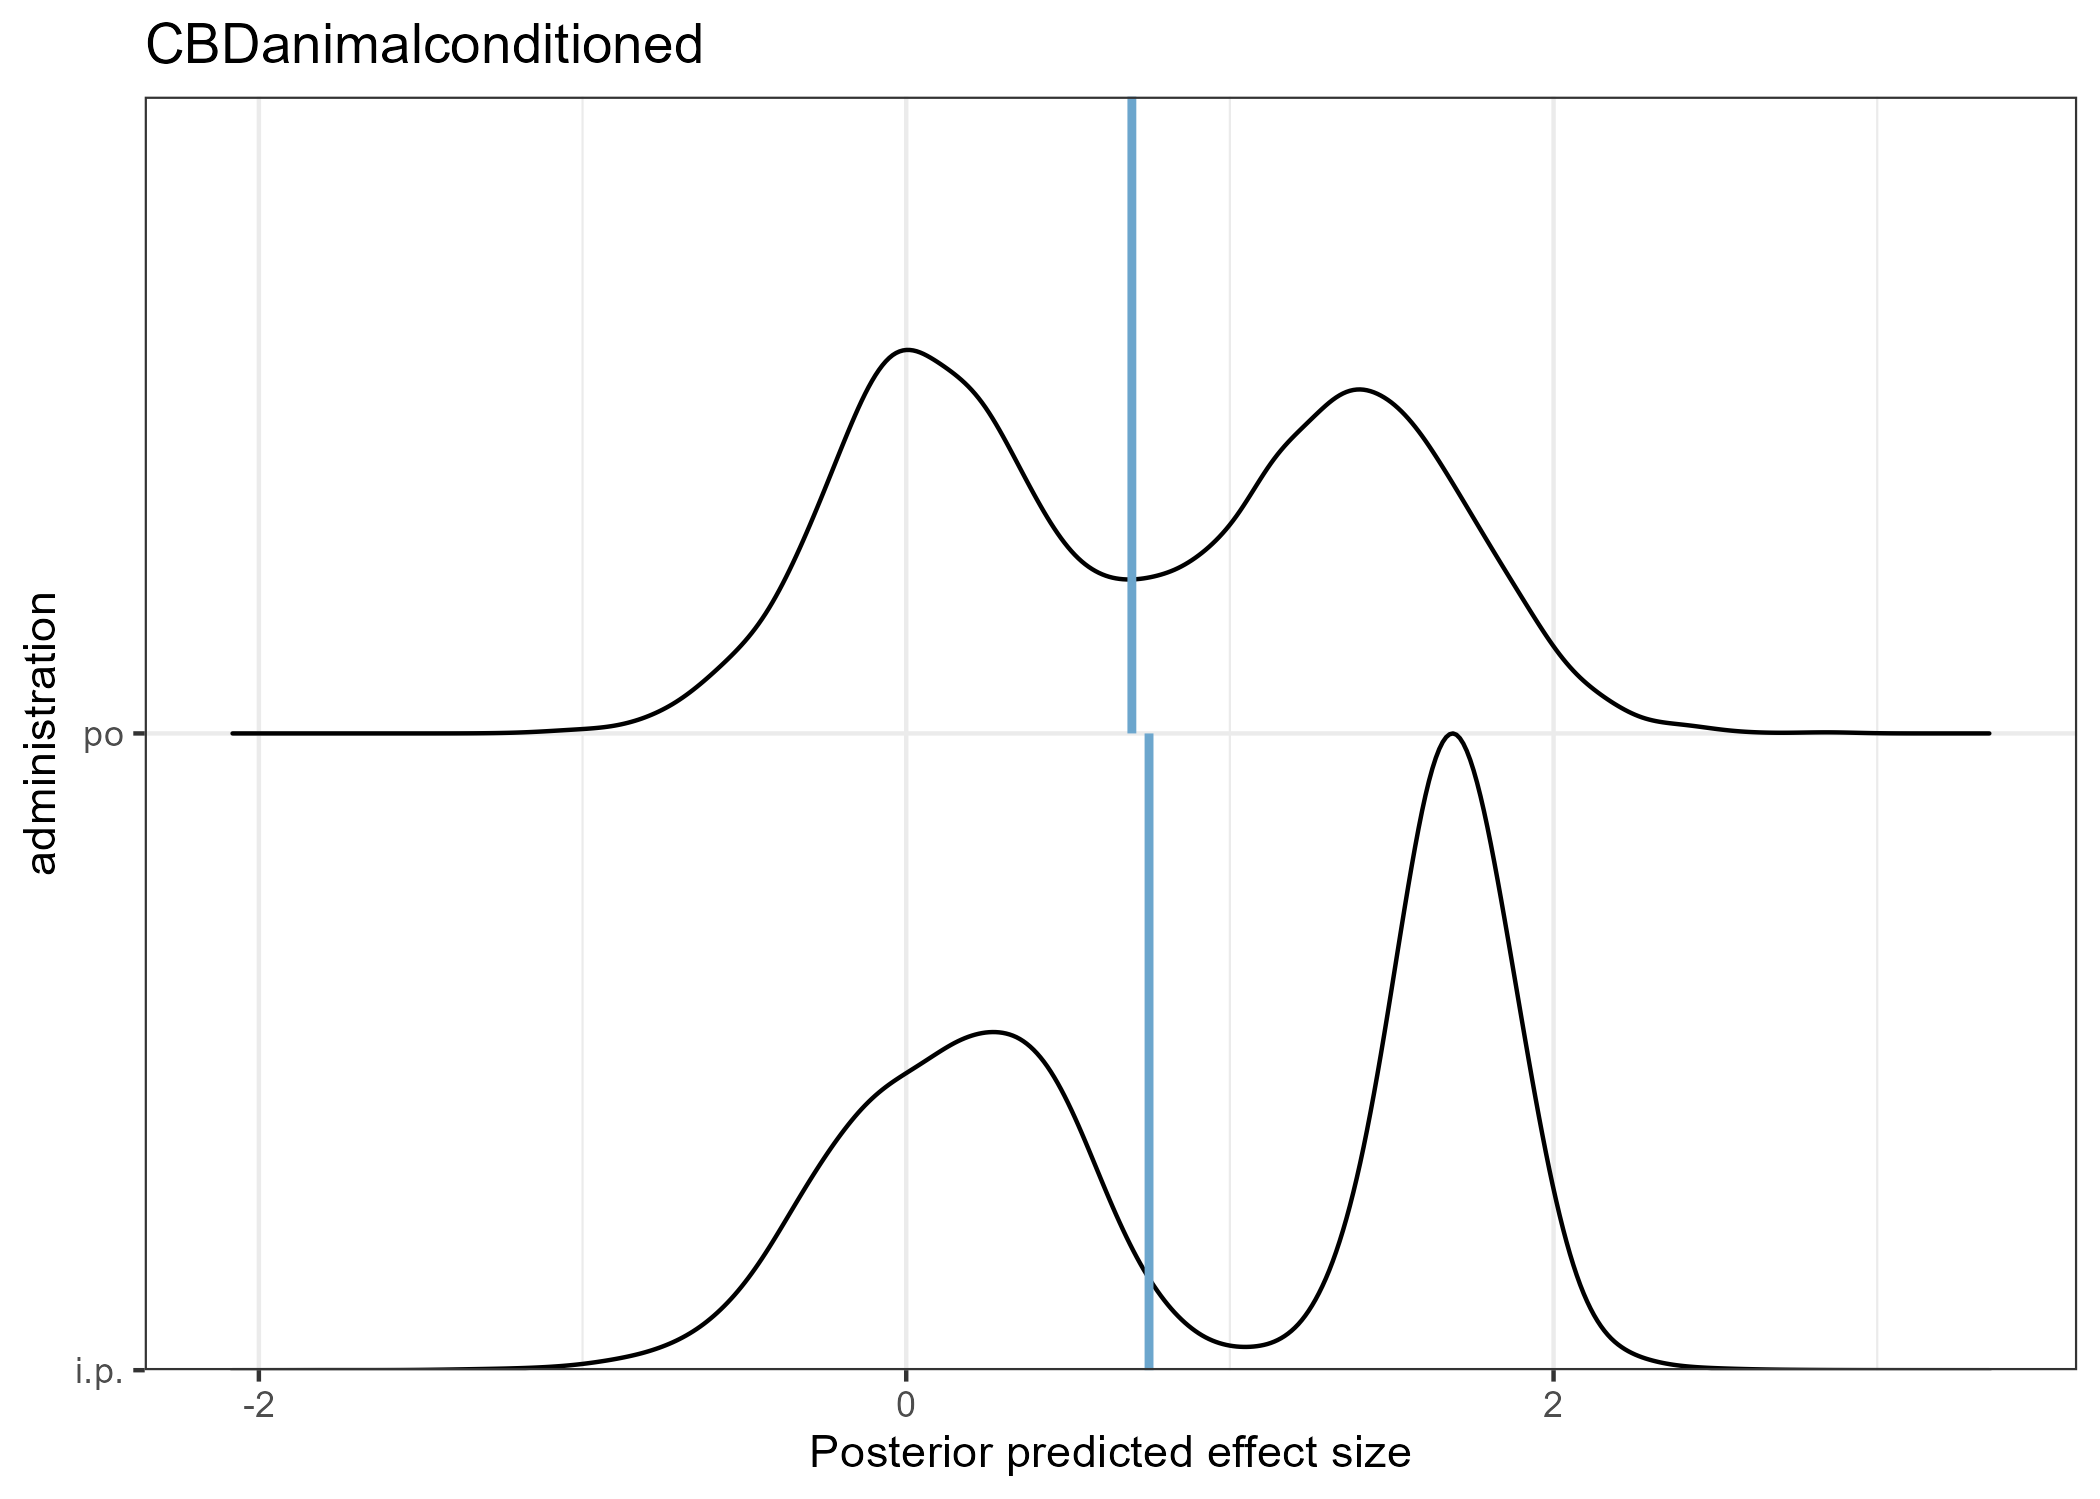 CBDanimalconditioned
administration
po
i.p.
-2
0
2
Posterior predicted effect size